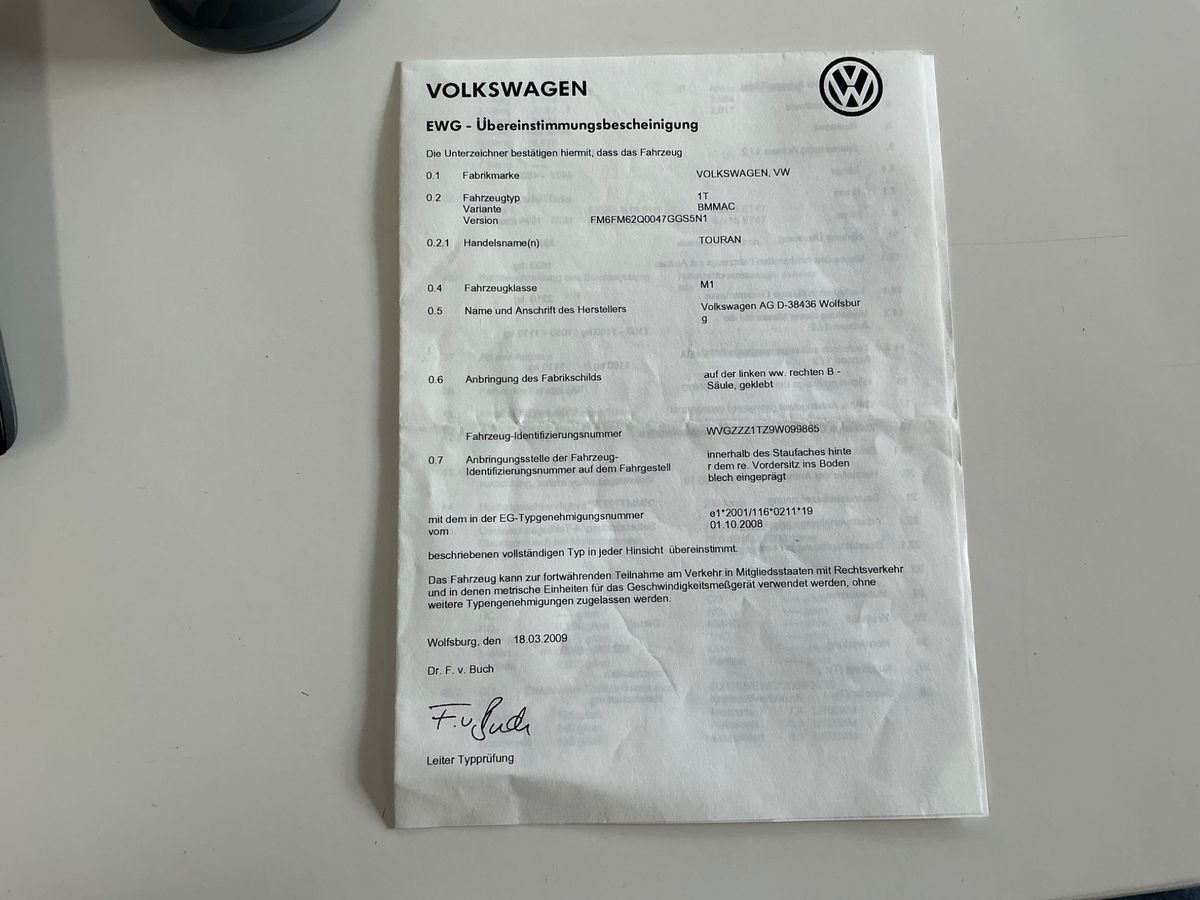 VOLKSWAGEN
EWG - Übereinstimmungsbescheinigung
Die Unterzeichner bestätigen hiermit, dass das Fahrzeug
0.1 Fabrikmarke VOLKSWAGEN, VW
0.2 Fahrzeugtyp 1T
Variante BMMAC
Version FM6FM62Q0047GGS5N1
0.2.1 Handelsname(n) TOURAN
0.4 Fahrzeugklasse M1
0.5 Name und Anschrift des Herstellers Volkswagen AG D-38436 Wolfsbur
g
0.6 Anbringung des Fabrikschilds auf der linken ww. rechten B -
Säule, geklebt
Fahrzeug-Identifizierungsnummer WVGZZZ1TZ9W099865
0.7 Anbringungsstelle der Fahrzeug- innerhalb des Staufaches hinte
Identifizierungsnummer auf dem Fahrgestell r dem re. Vordersitz ins Boden
blech eingeprägt
mit dem in der EG-Typgenehmigungsnummer e1*2001/116*0211*19
vom 01.10.2008
beschriebenen vollständigen Typ in jeder Hinsicht übereinstimmt.
Das Fahrzeug kann zur fortwährenden Teilnahme am Verkehr in Mitgliedsstaaten mit Rechtsverkehr
und in denen metrische Einheiten für das Geschwindigkeitsmeßgerät verwendet werden, ohne
weitere Typengenehmigungen zugelassen werden.
Wolfsburg, den 18.03.2009
Dr. F. v. Buch
F. v. Buch
Leiter Typprüfung